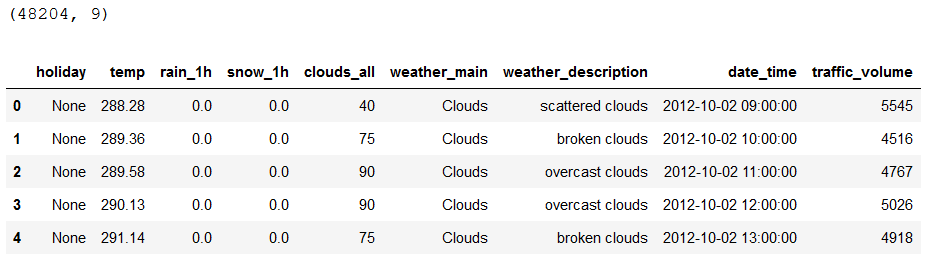 (48204, 9)
holiday temp rain_1h snow_1h clouds_all weather_main weather_description date_time traffic_volume
0 None 288.28 0.0 0.0 40 Clouds scattered clouds 2012-10-02 09:00:00 5545
1 None 289.36 0.0 0.0 75 Clouds broken clouds 2012-10-02 10:00:00 4516
2 None 289.58 0.0 0.0 90 Clouds overcast clouds 2012-10-02 11:00:00 4767
3 None 290.13 0.0 0.0 90 Clouds overcast clouds 2012-10-02 12:00:00 5026
4 None 291.14 0.0 0.0 75 Clouds broken clouds 2012-10-02 13:00:00 4918